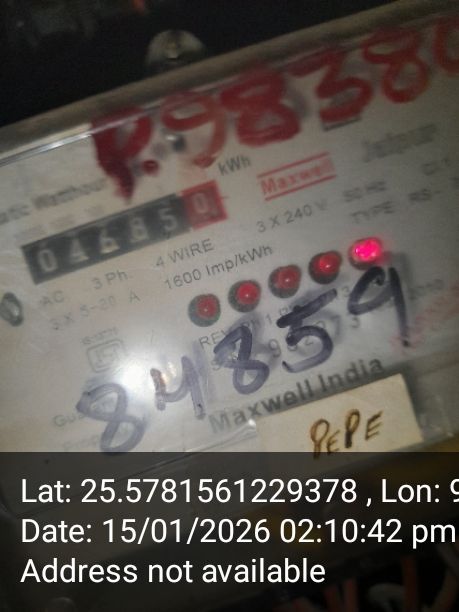 P.98380
kWh
Maxwell
046850
4 WIRE
3 X 240 V
50 Hz
TYPE
AC 3 Ph.
1600 Imp/kWh
3 X 5-20 A
84859
Maxwell India
PEPE
Lat: 25.5781561229378 , Lon: 9
Date: 15/01/2026 02:10:42 pm
Address not available